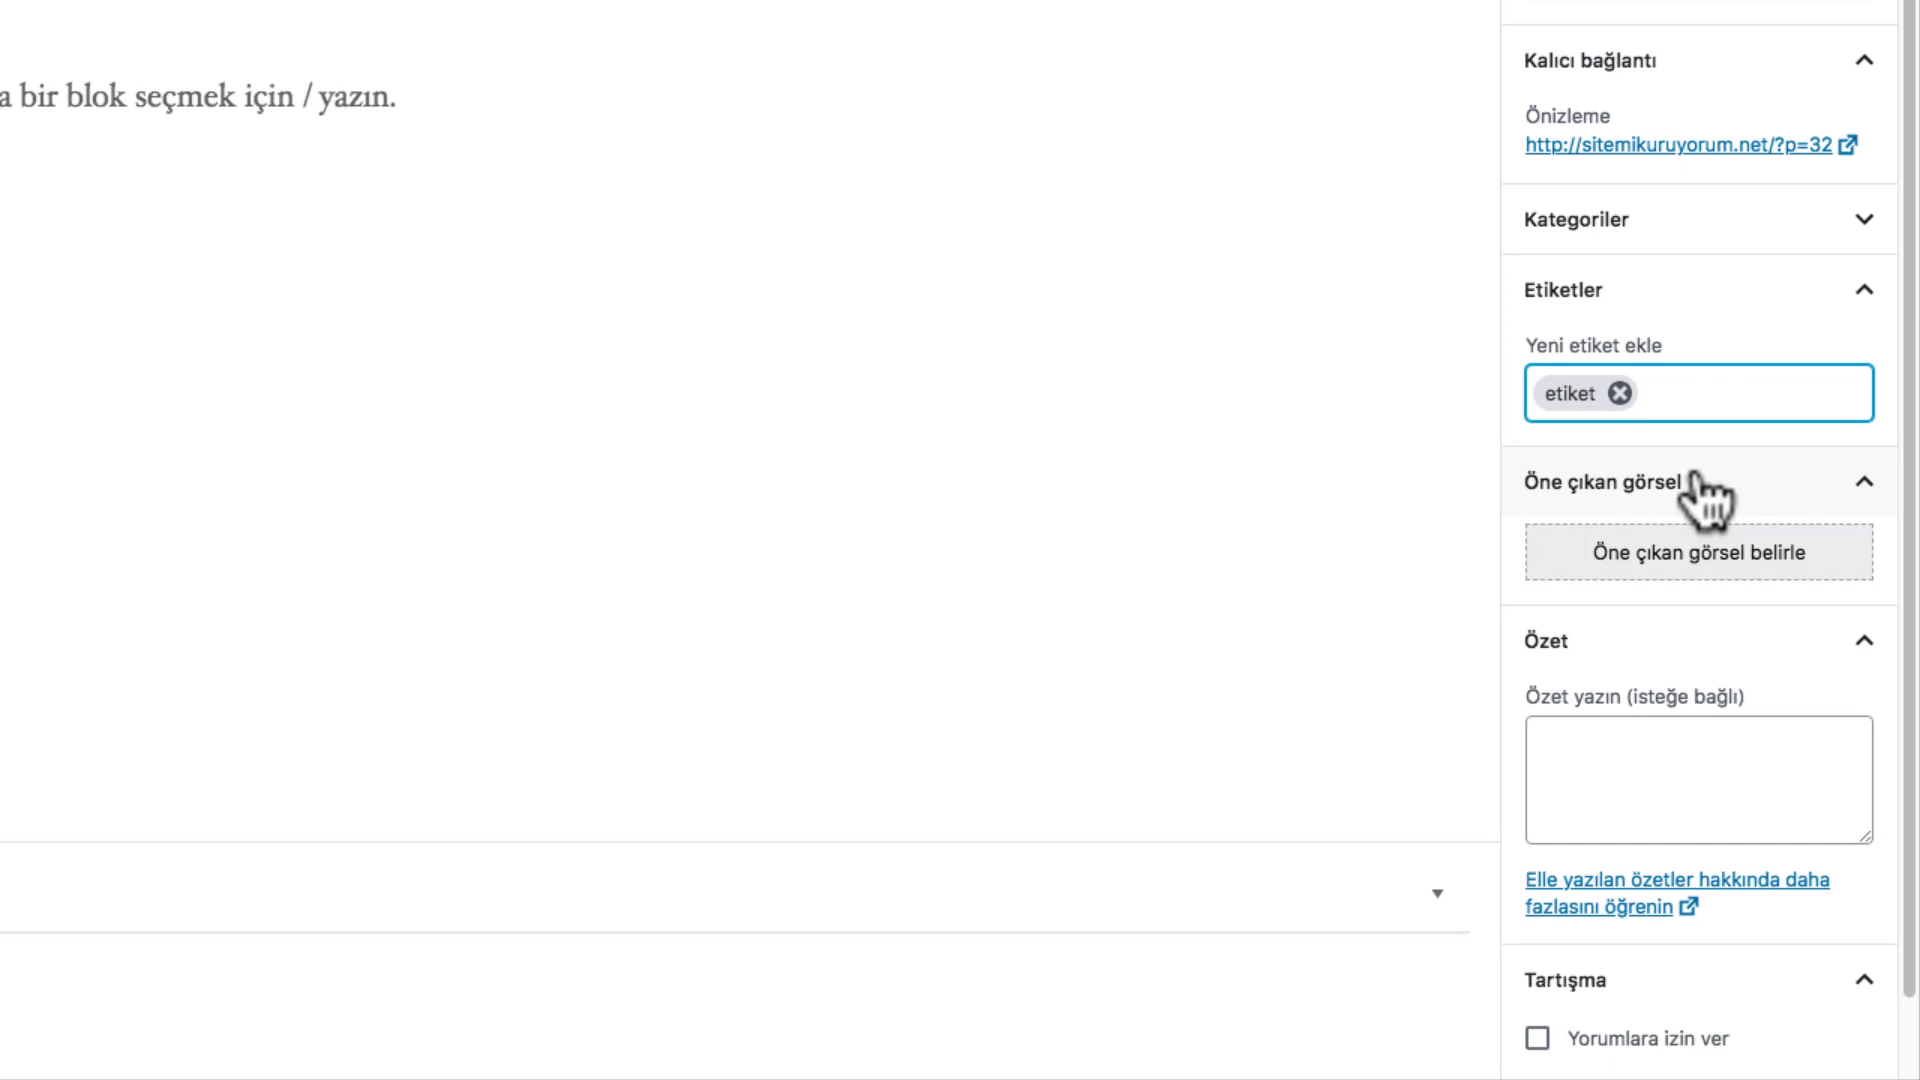 a bir blok seçmek için / yazın.
Kalıcı bağlantı
Önizleme
http://sitemikuruyorum.net/?p=32
Kategoriler
Etiketler
Yeni etiket ekle
etiket
Öne çıkan görsel
Öne çıkan görsel belirle
Özet
Özet yazın (isteğe bağlı)
Elle yazılan özetler hakkında daha
fazlasını öğrenin
Tartışma
Yorumlara izin ver